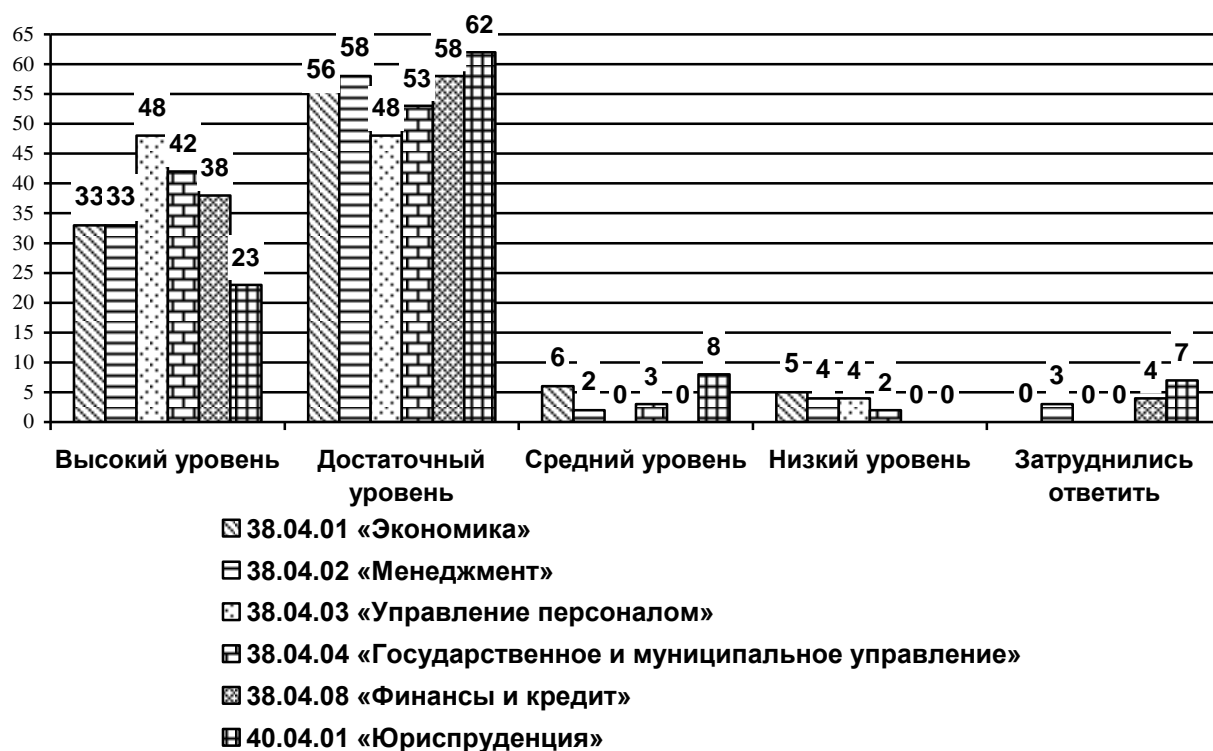 65
60
55
50
45
40
35
30
25
20
15
10
5
0
33 33 48 42 38 23
56 58 48 53 58 62
6 2 0 3 0 8
5 4 4 2 0 0
0 3 0 0 4 7
Высокий уровень
Достаточный
уровень
Средний уровень
Низкий уровень
Затруднились
ответить
38.04.01 «Экономика»
38.04.02 «Менеджмент»
38.04.03 «Управление персоналом»
38.04.04 «Государственное и муниципальное управление»
38.04.08 «Финансы и кредит»
40.04.01 «Юриспруденция»